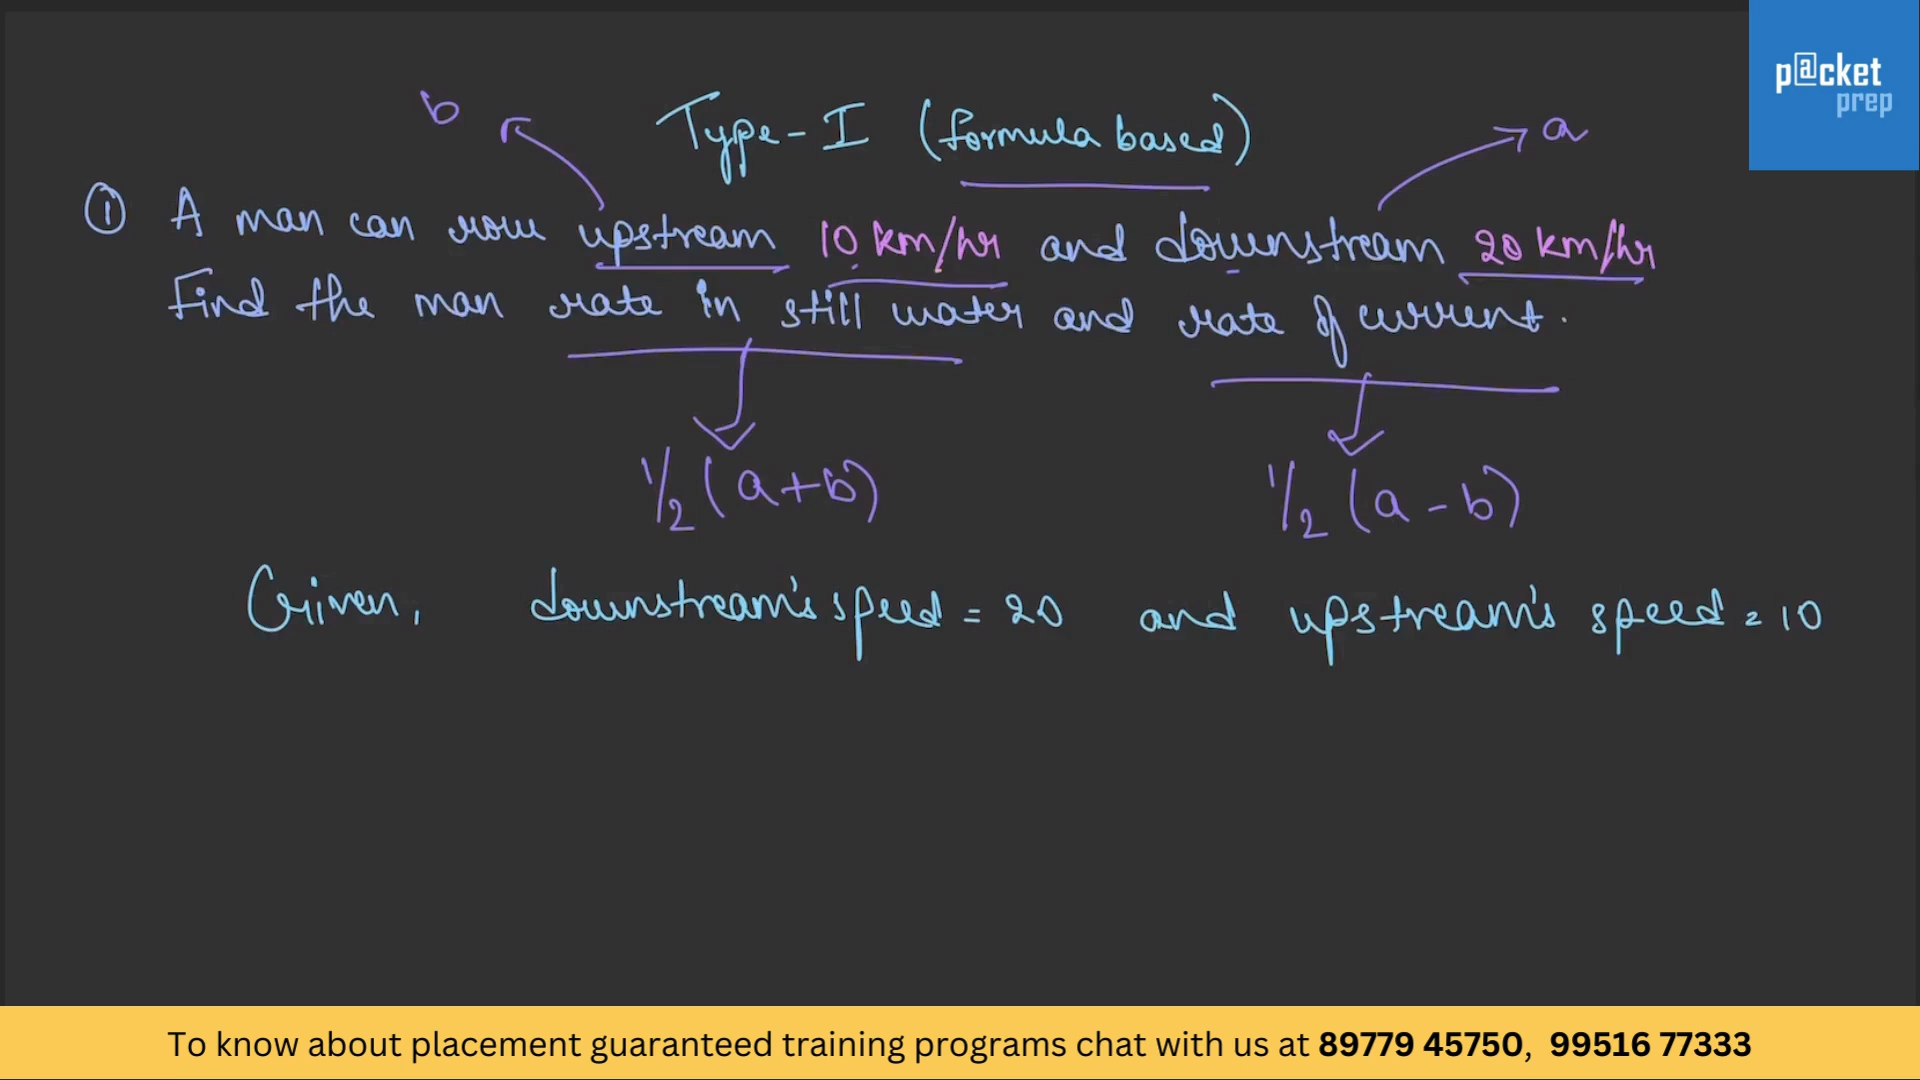 p@cket
prep
b
Type-I (formula based)
a
① A man can row upstream 10 km/hr and downstream 20 km/hr
Find the man rate in still water and rate of current.
1/2 (a+b)
1/2 (a-b)
Given, downstream's speed = 20 and upstream's speed = 10
To know about placement guaranteed training programs chat with us at 89779 45750, 99516 77333